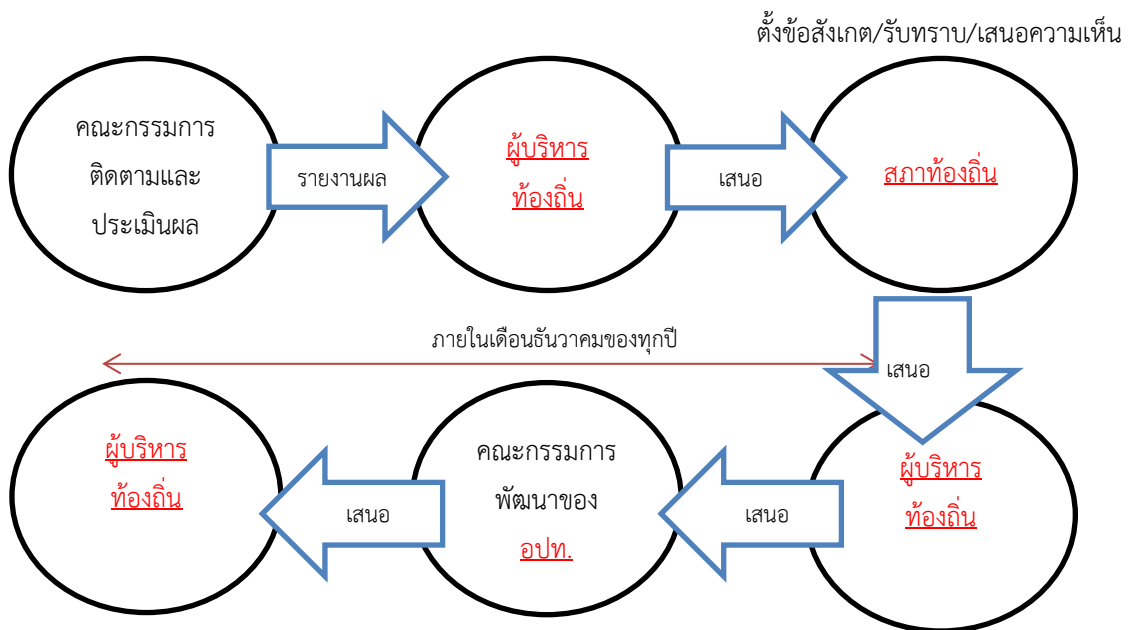 ตั้งข้อสังเกต/รับทราบ/เสนอความเห็น
คณะกรรมการ
ติดตามและ
ประเมินผล
รายงานผล
ผู้บริหาร
ท้องถิ่น
เสนอ
สภาท้องถิ่น
ภายในเดือนธันวาคมของทุกปี
เสนอ
ผู้บริหาร
ท้องถิ่น
เสนอ
คณะกรรมการ
พัฒนาของ
อปท.
เสนอ
ผู้บริหาร
ท้องถิ่น